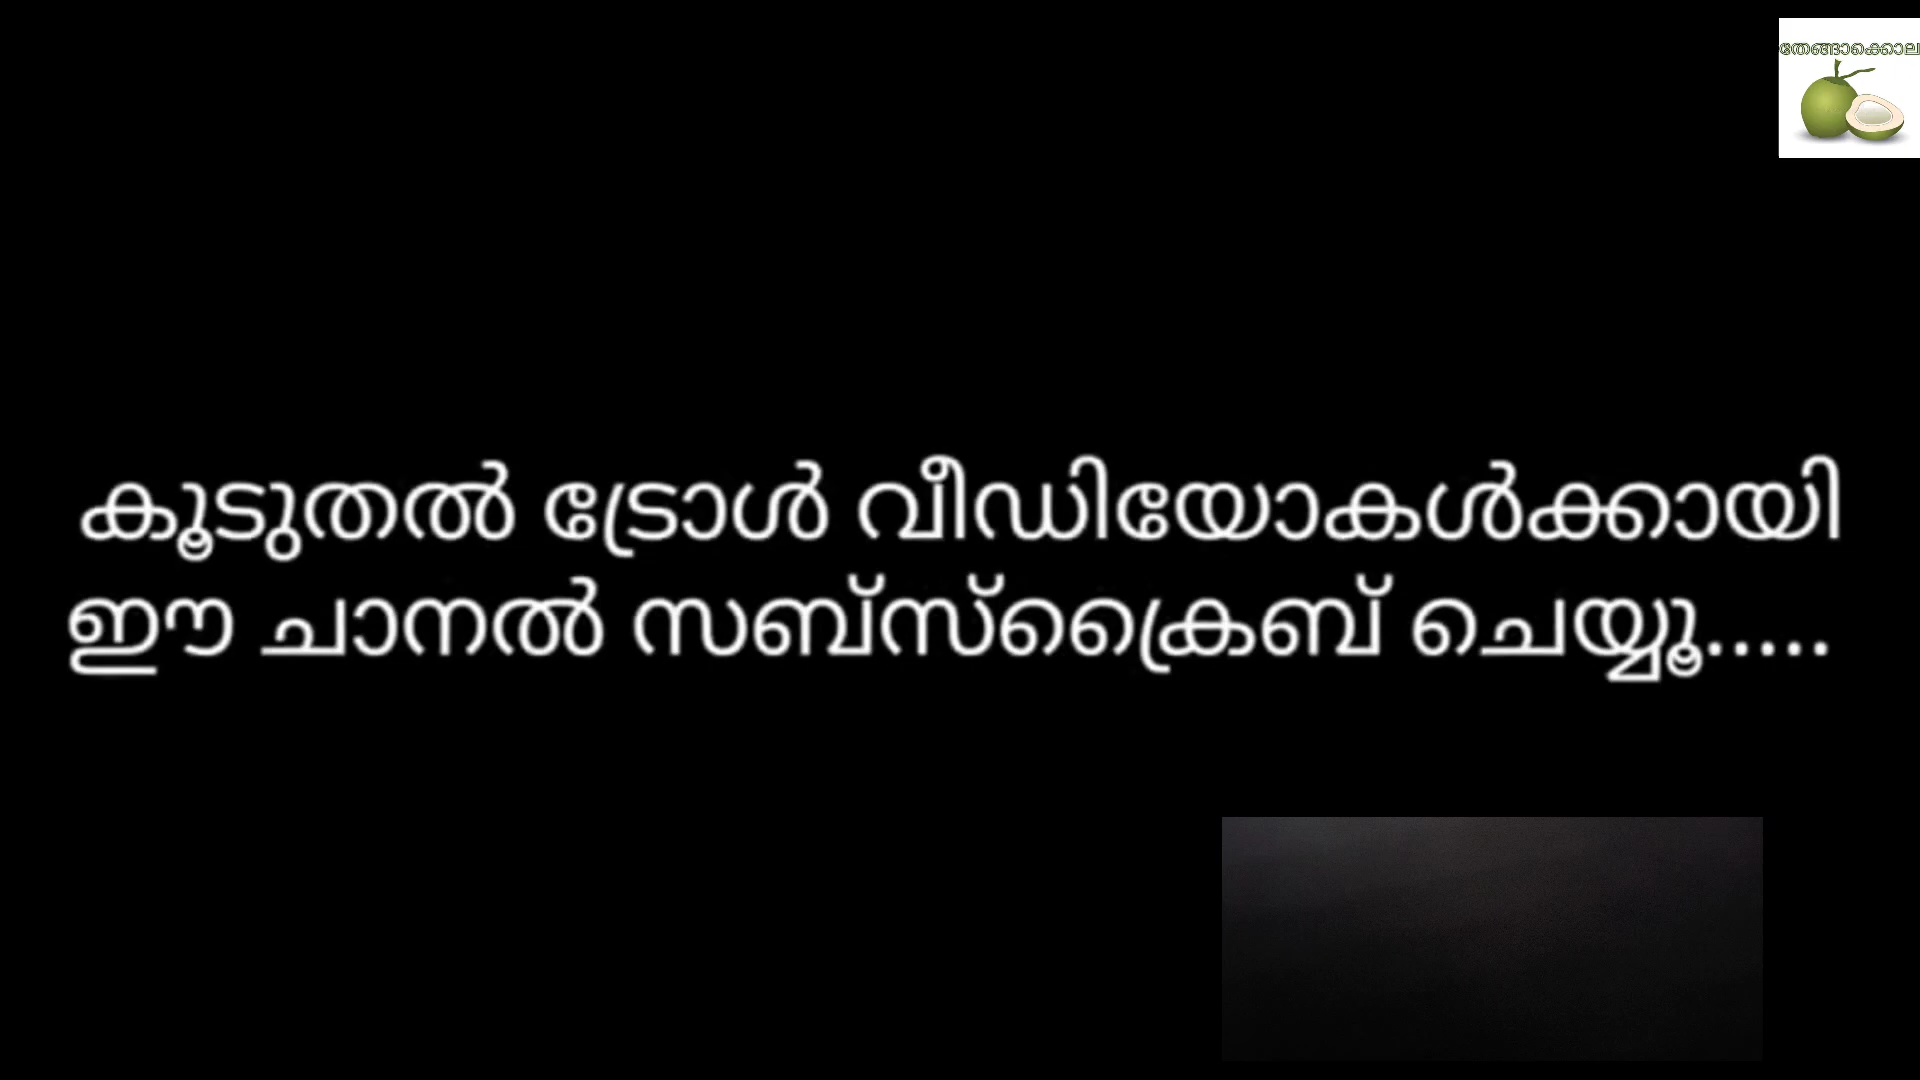 തേങ്ങാക്കൊല
കൂടുതൽ ട്രോൾ വീഡിയോകൾക്കായി
ഈ ചാനൽ സബ്സ്ക്രൈബ് ചെയ്യൂ.....